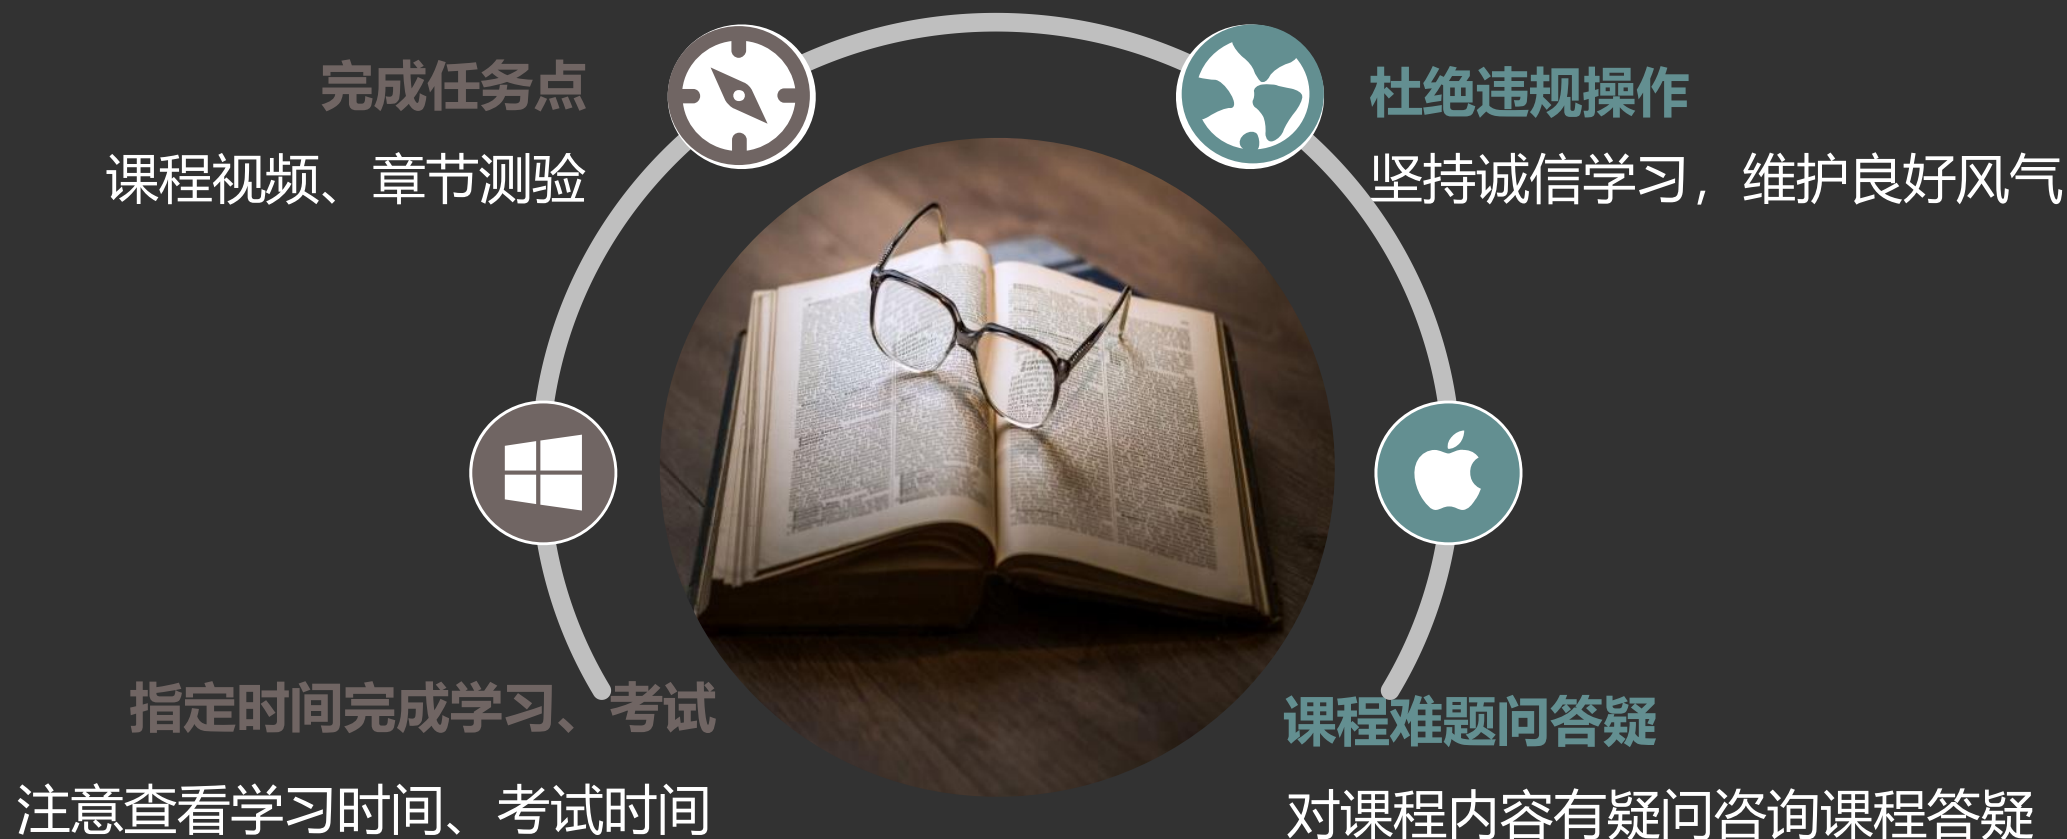 完成任务点
课程视频、章节测验
杜绝违规操作
坚持诚信学习，维护良好风气
指定时间完成学习、考试
注意查看学习时间、考试时间
课程难题问答疑
对课程内容有疑问咨询课程答疑